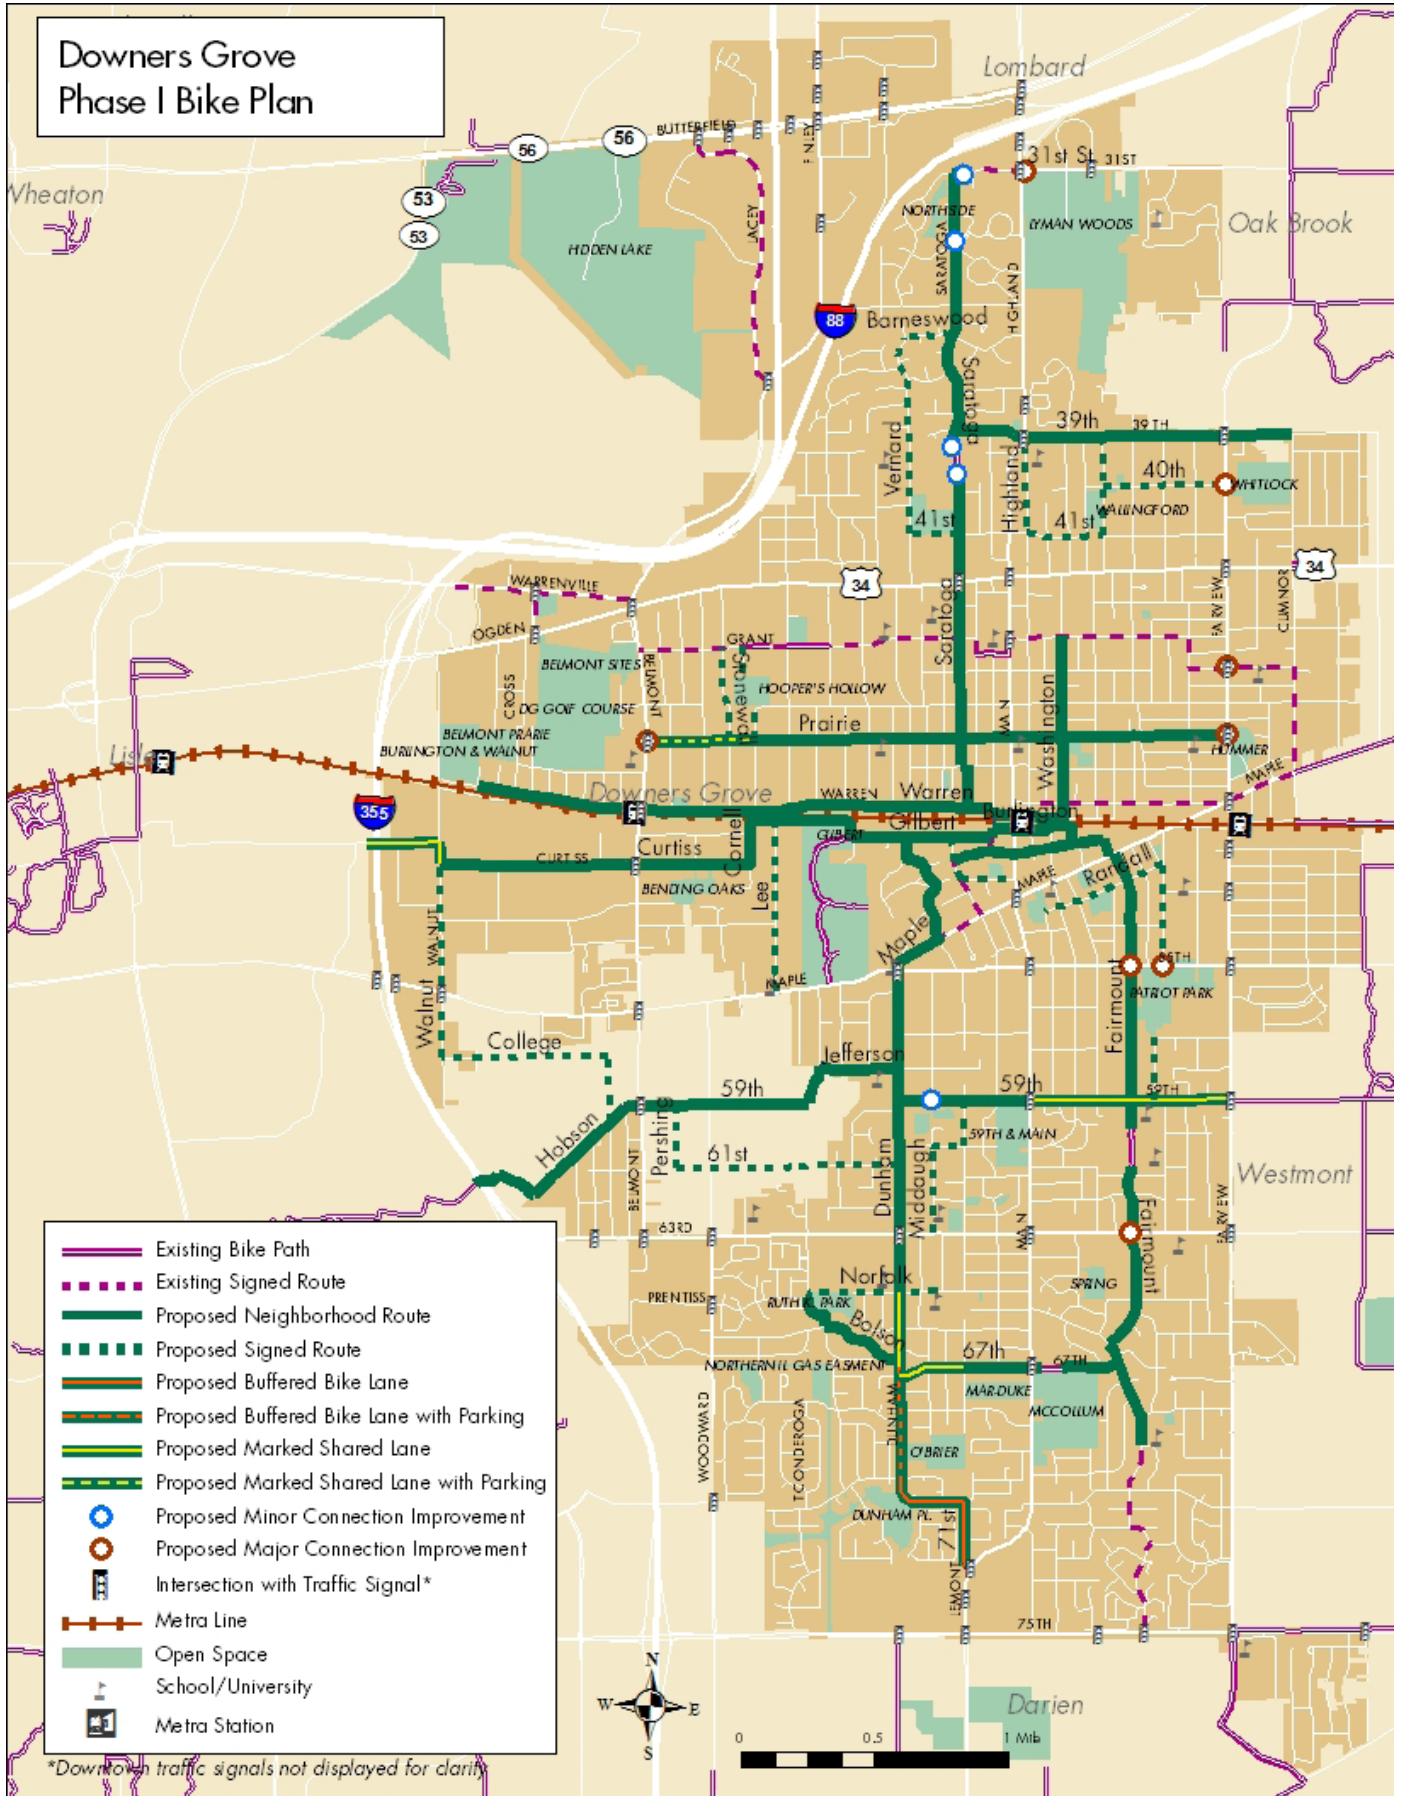 Downers Grove
Phase I Bike Plan
Lombard
56
56
BUTTERFIELD
31st St
31ST
Wheaton
53
53
LACEY
NORTHSIDE
LYMAN WOODS
Oak Brook
HIDDEN LAKE
SARATOGA
HIGHLAND
88
Barneswood
Saratoga
39th
39TH
Vernard
Highland
40th
WHITLOCK
WALLINGFORD
41st
41st
34
34
WARRENVILLE
OGDEN
FAIRVIEW
CUMNOR
GRANT
Saratoga
BELMONT SITES
BELMONT
HOOPER'S HOLLOW
CROSS
DG GOLF COURSE
MAIN
Washington
Prairie
BELMONT PRARIE
BURLINGTON & WALNUT
HUMMER
MAPLE
Lisle
Downers Grove
WARREN
Warren
Burlington
355
GILBERT
Gilbert
Cornell
CURTISS
Curtiss
BENDING OAKS
Lee
MAPLE
Randall
WALNUT
Maple
MAPLE
55TH
PATRIOT PARK
Walnut
College
Fairmount
Jefferson
59th
59th
59TH
Hobson
Pershing
61st
BELMONT
Dunham
Middaugh
59TH & MAIN
Westmont
63RD
MAIN
FAIRVIEW
Fairmount
Norfolk
SPRING
PRENTISS
RUTH K. PARK
Bolson
67th
67TH
NORTHERN IL GAS EASMENT
MAR-DUKE
MCCOLLUM
WOODWARD
TCONDEROGA
O'BRIER
DUNHAM PL.
71st
LEMONT
75TH
Darien
Existing Bike Path
Existing Signed Route
Proposed Neighborhood Route
Proposed Signed Route
Proposed Buffered Bike Lane
Proposed Buffered Bike Lane with Parking
Proposed Marked Shared Lane
Proposed Marked Shared Lane with Parking
Proposed Minor Connection Improvement
Proposed Major Connection Improvement
Intersection with Traffic Signal*
Metra Line
Open Space
School/University
Metra Station
*Downtown traffic signals not displayed for clarify
N
W
E
S
0
0.5
1 Mile